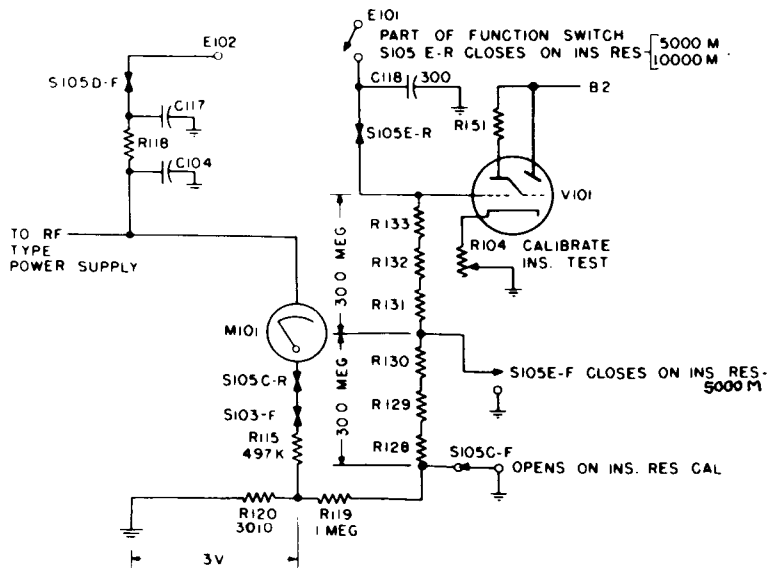 E101
PART OF FUNCTION SWITCH
S105 E-R CLOSES ON INS RES
5000 M
10000 M
E102
S105D-F
C118
300
B2
C117
R151
R118
S105E-R
C104
V101
R133
TO RF
TYPE
POWER SUPPLY
R104
CALIBRATE
INS. TEST
R132
300 MEG
R131
M101
R130
S105E-F CLOSES ON INS RES-
5000 M
S105C-R
R129
300 MEG
S103-F
R128
R115
497K
S105C-F
OPENS ON INS. RES CAL
R120
3010
R119
1 MEG
3V